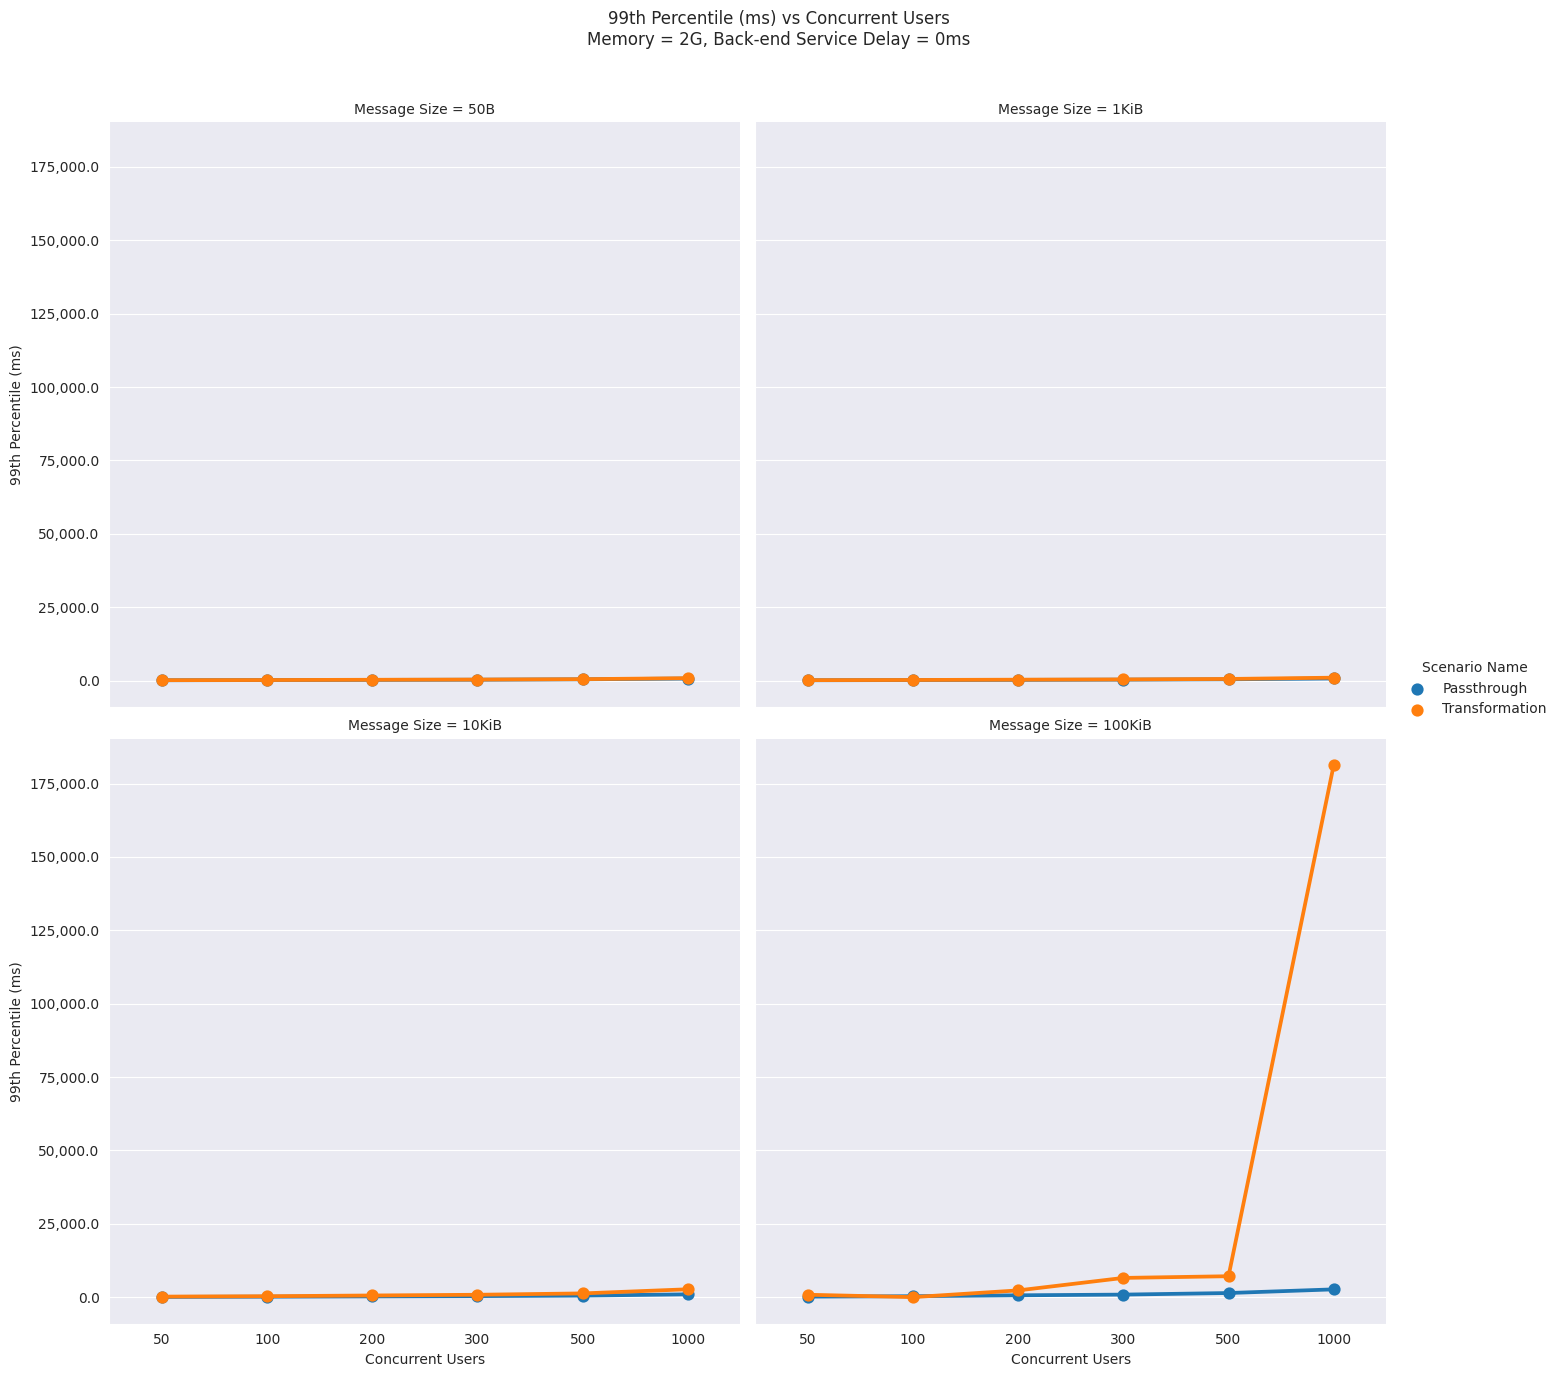 99th Percentile (ms) vs Concurrent Users
Memory = 2G, Back-end Service Delay = 0ms
Message Size = 50B
Message Size = 1KiB
175,000.0
150,000.0
125,000.0
100,000.0
75,000.0
50,000.0
25,000.0
0.0
99th Percentile (ms)
Scenario Name
Passthrough
Transformation
Message Size = 10KiB
Message Size = 100KiB
175,000.0
150,000.0
125,000.0
100,000.0
75,000.0
50,000.0
25,000.0
0.0
99th Percentile (ms)
50 100 200 300 500 1000
Concurrent Users
50 100 200 300 500 1000
Concurrent Users